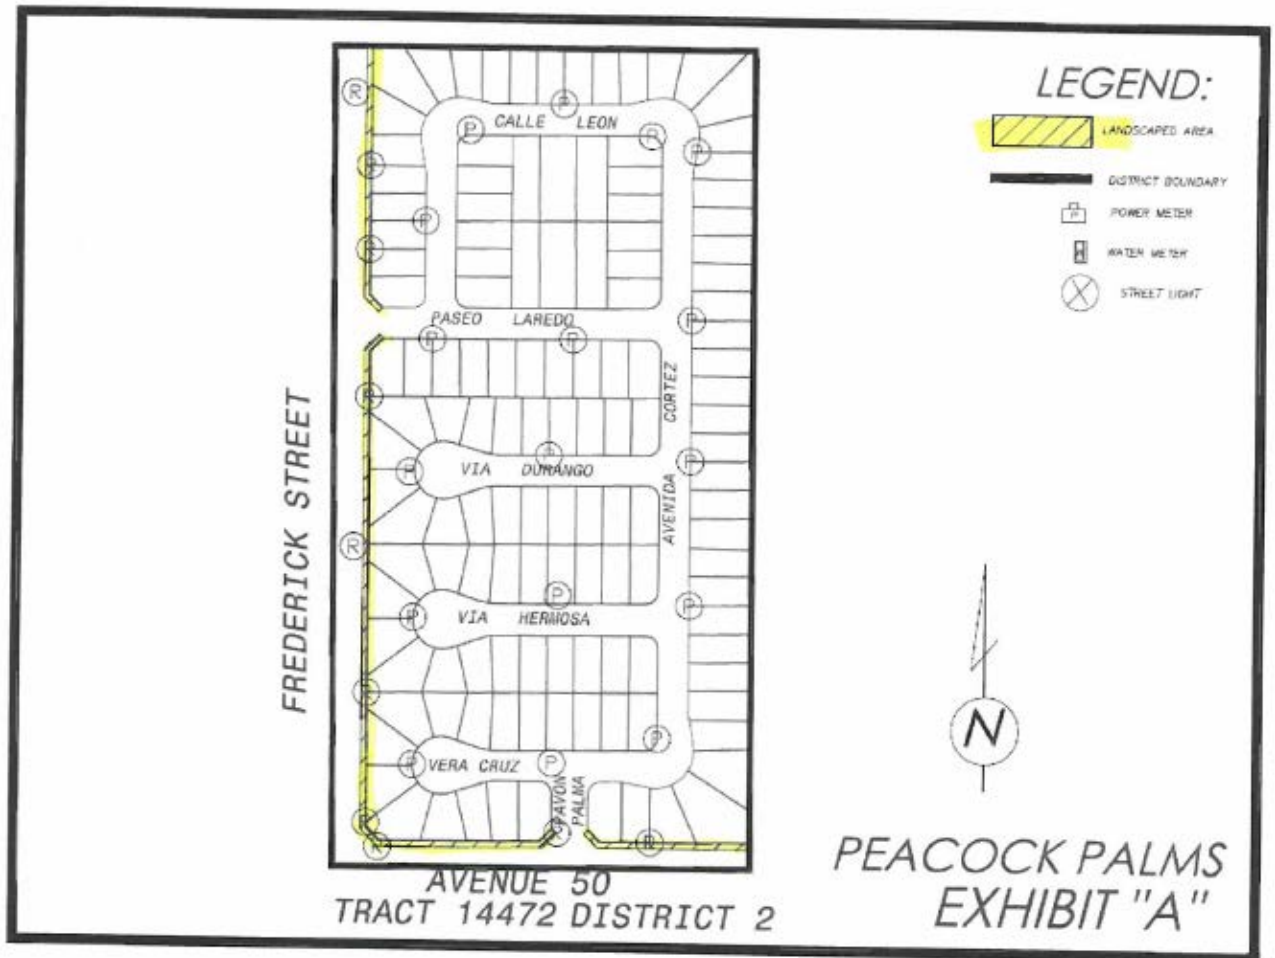 LEGEND:
LANDSCAPED AREA
DISTRICT BOUNDARY
P POWER METER
WATER METER
STREET LIGHT
R
P
CALLE LEON
P
R
P
R
P
R
PASEO LAREDO
P
P
P
R
AVENIDA CORTEZ
FREDERICK STREET
P
VIA DURANGO
P
P
R
P
VIA HERMOSA
P
P
R
P
P
VERA CRUZ
P
PAVON
PALMA
R
R
R
R
N
AVENUE 50
TRACT 14472 DISTRICT 2
PEACOCK PALMS
EXHIBIT "A"